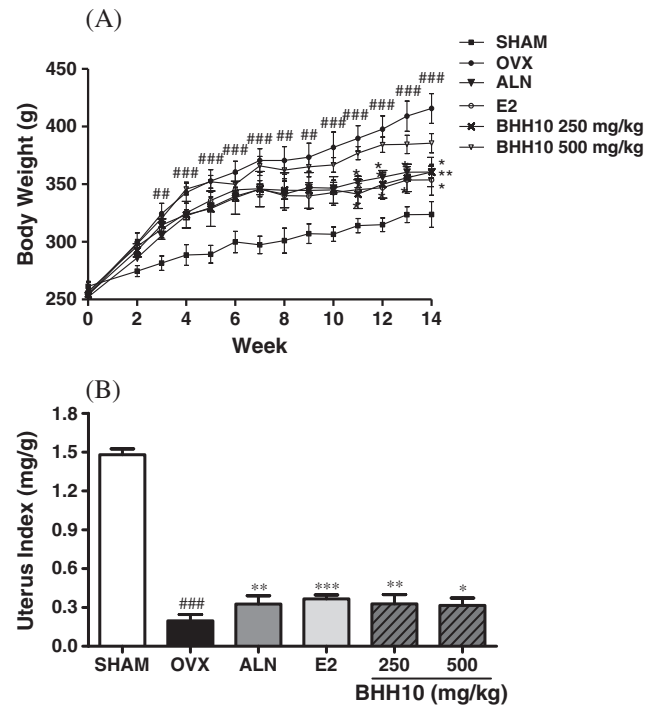 (A)
SHAM
OVX
ALN
E2
BHH10 250 mg/kg
BHH10 500 mg/kg
Body Weight (g)
450
400
350
300
250
## ### ### ### ### ## ## ### ### ### ### ###
* * * *
** 
* * *
0 2 4 6 8 10 12 14
Week
(B)
Uterus Index (mg/g)
1.8
1.5
1.2
0.9
0.6
0.3
0.0
### ** *** ** *
SHAM OVX ALN E2 250 500
BHH10 (mg/kg)